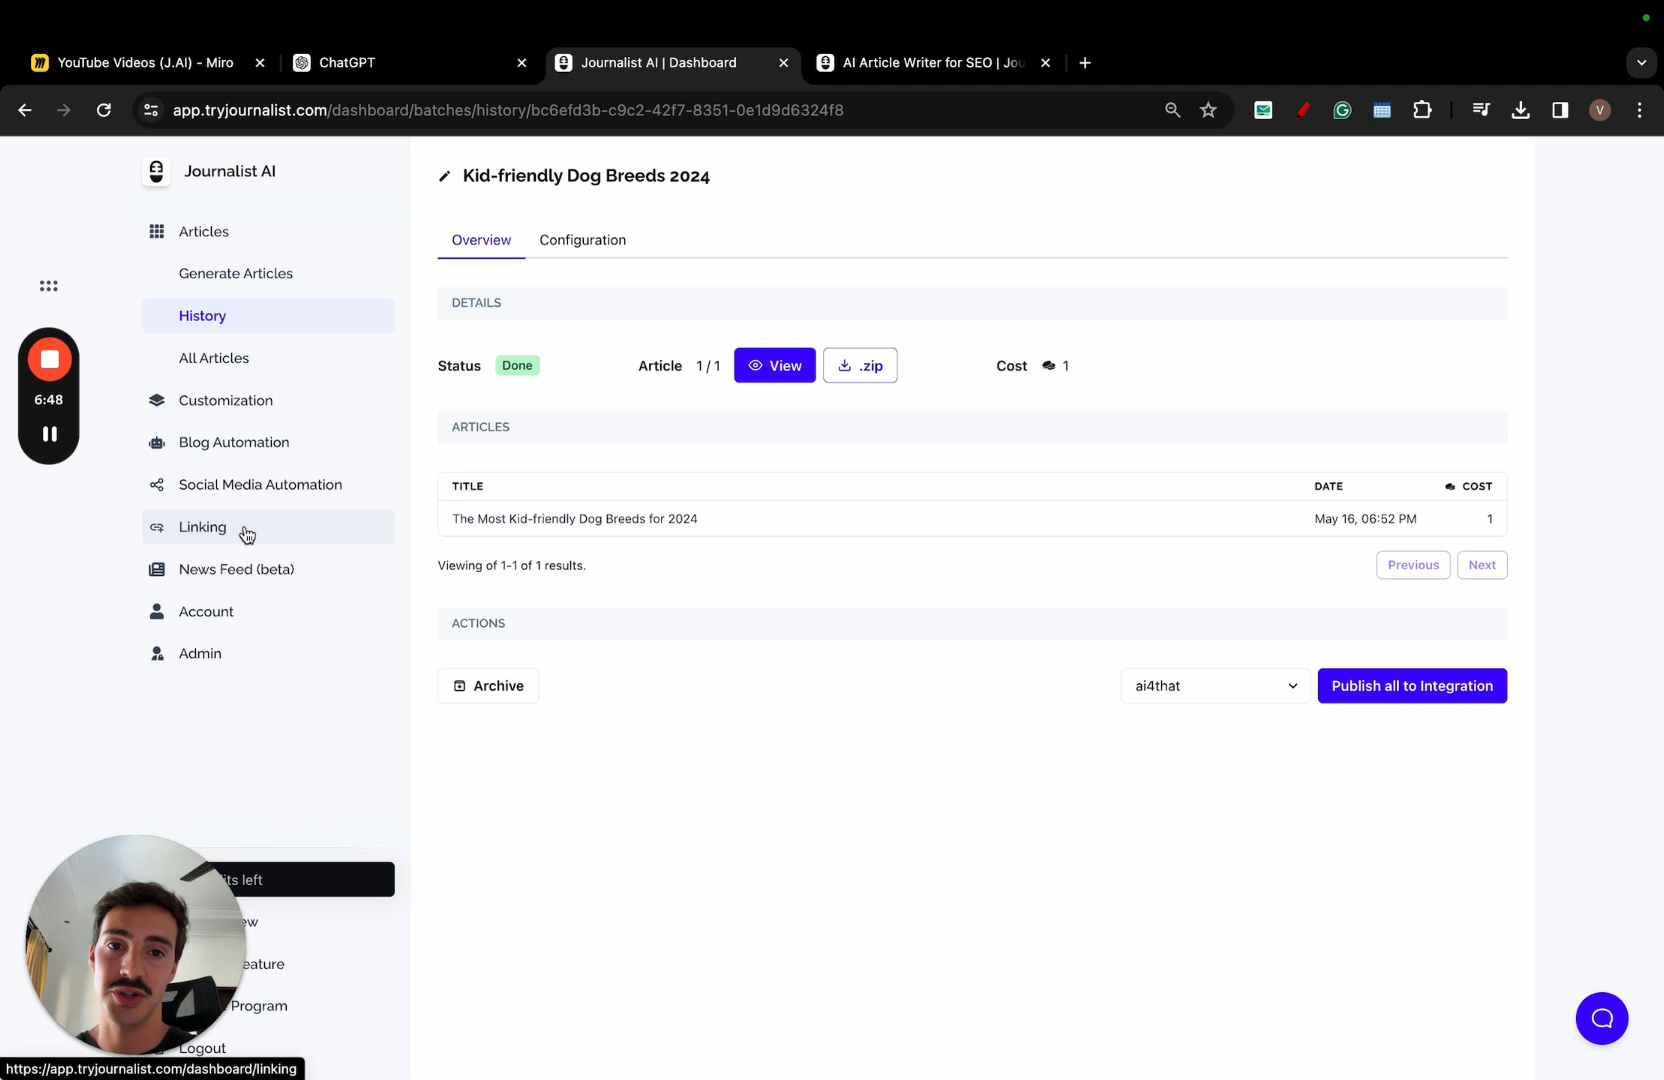 YouTube Videos (J.AI) - Miro
ChatGPT
Journalist AI | Dashboard
AI Article Writer for SEO | Jou
app.tryjournalist.com/dashboard/batches/history/bc6efd3b-c9c2-42f7-8351-0e1d9d6324f8
V
Journalist AI
Articles
Generate Articles
History
All Articles
Customization
Blog Automation
Social Media Automation
Linking
News Feed (beta)
Account
Admin
6:48
Kid-friendly Dog Breeds 2024
Overview Configuration
DETAILS
Status Done Article 1 / 1 View .zip Cost 1
ARTICLES
TITLE DATE COST
The Most Kid-friendly Dog Breeds for 2024 May 16, 06:52 PM 1
Viewing of 1-1 of 1 results. Previous Next
ACTIONS
Archive ai4that Publish all to Integration
left
Program
Logout
https://app.tryjournalist.com/dashboard/linking